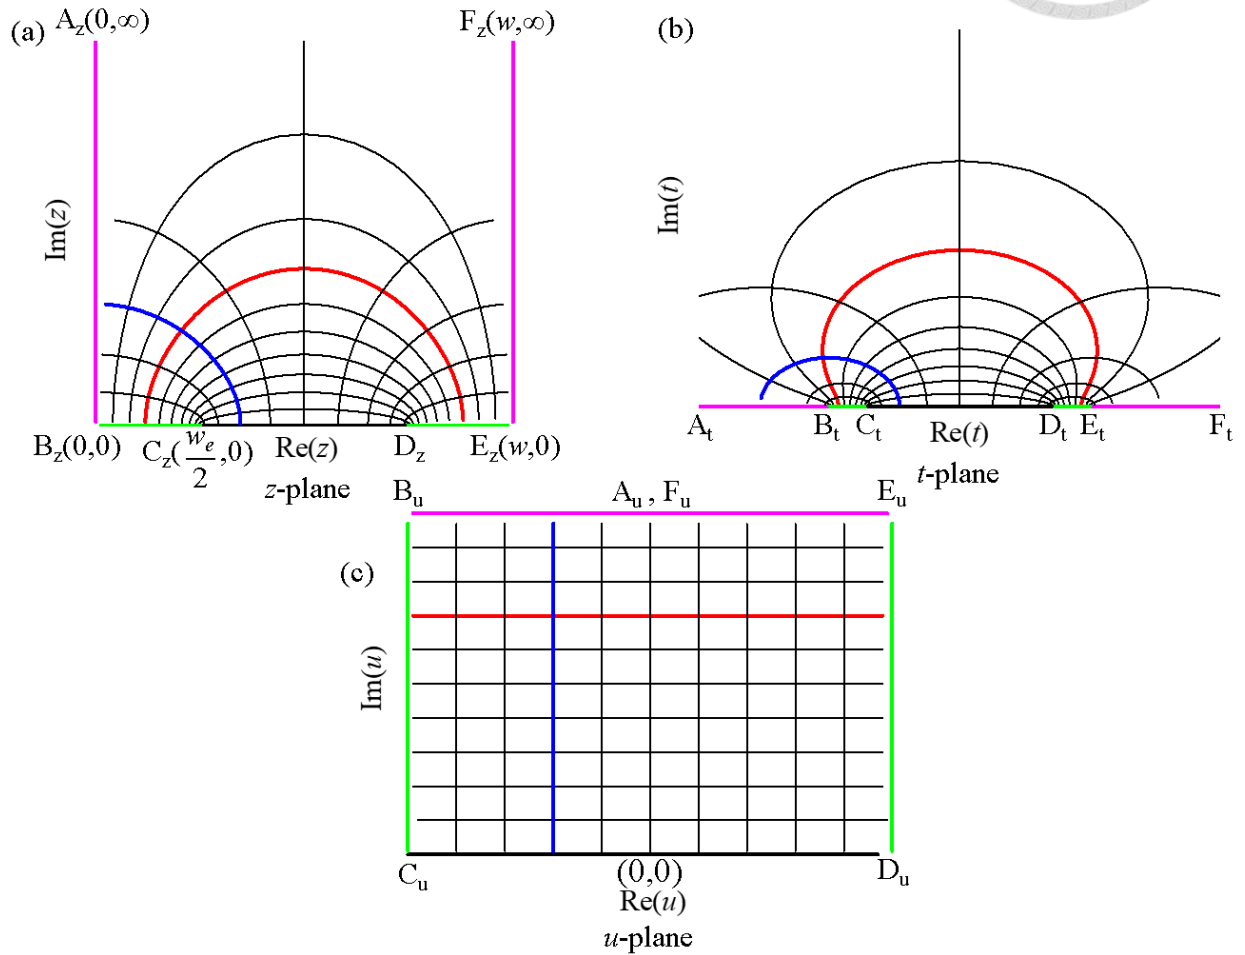 (a) A_z(0,∞) F_z(w,∞)
Im(z)
B_z(0,0) C_z(w_e/2,0) Re(z) D_z E_z(w,0)
z-plane
(b)
Im(t)
A_t B_t C_t Re(t) D_t E_t F_t
t-plane
(c)
B_u A_u , F_u E_u
Im(u)
C_u (0,0) D_u
Re(u)
u-plane